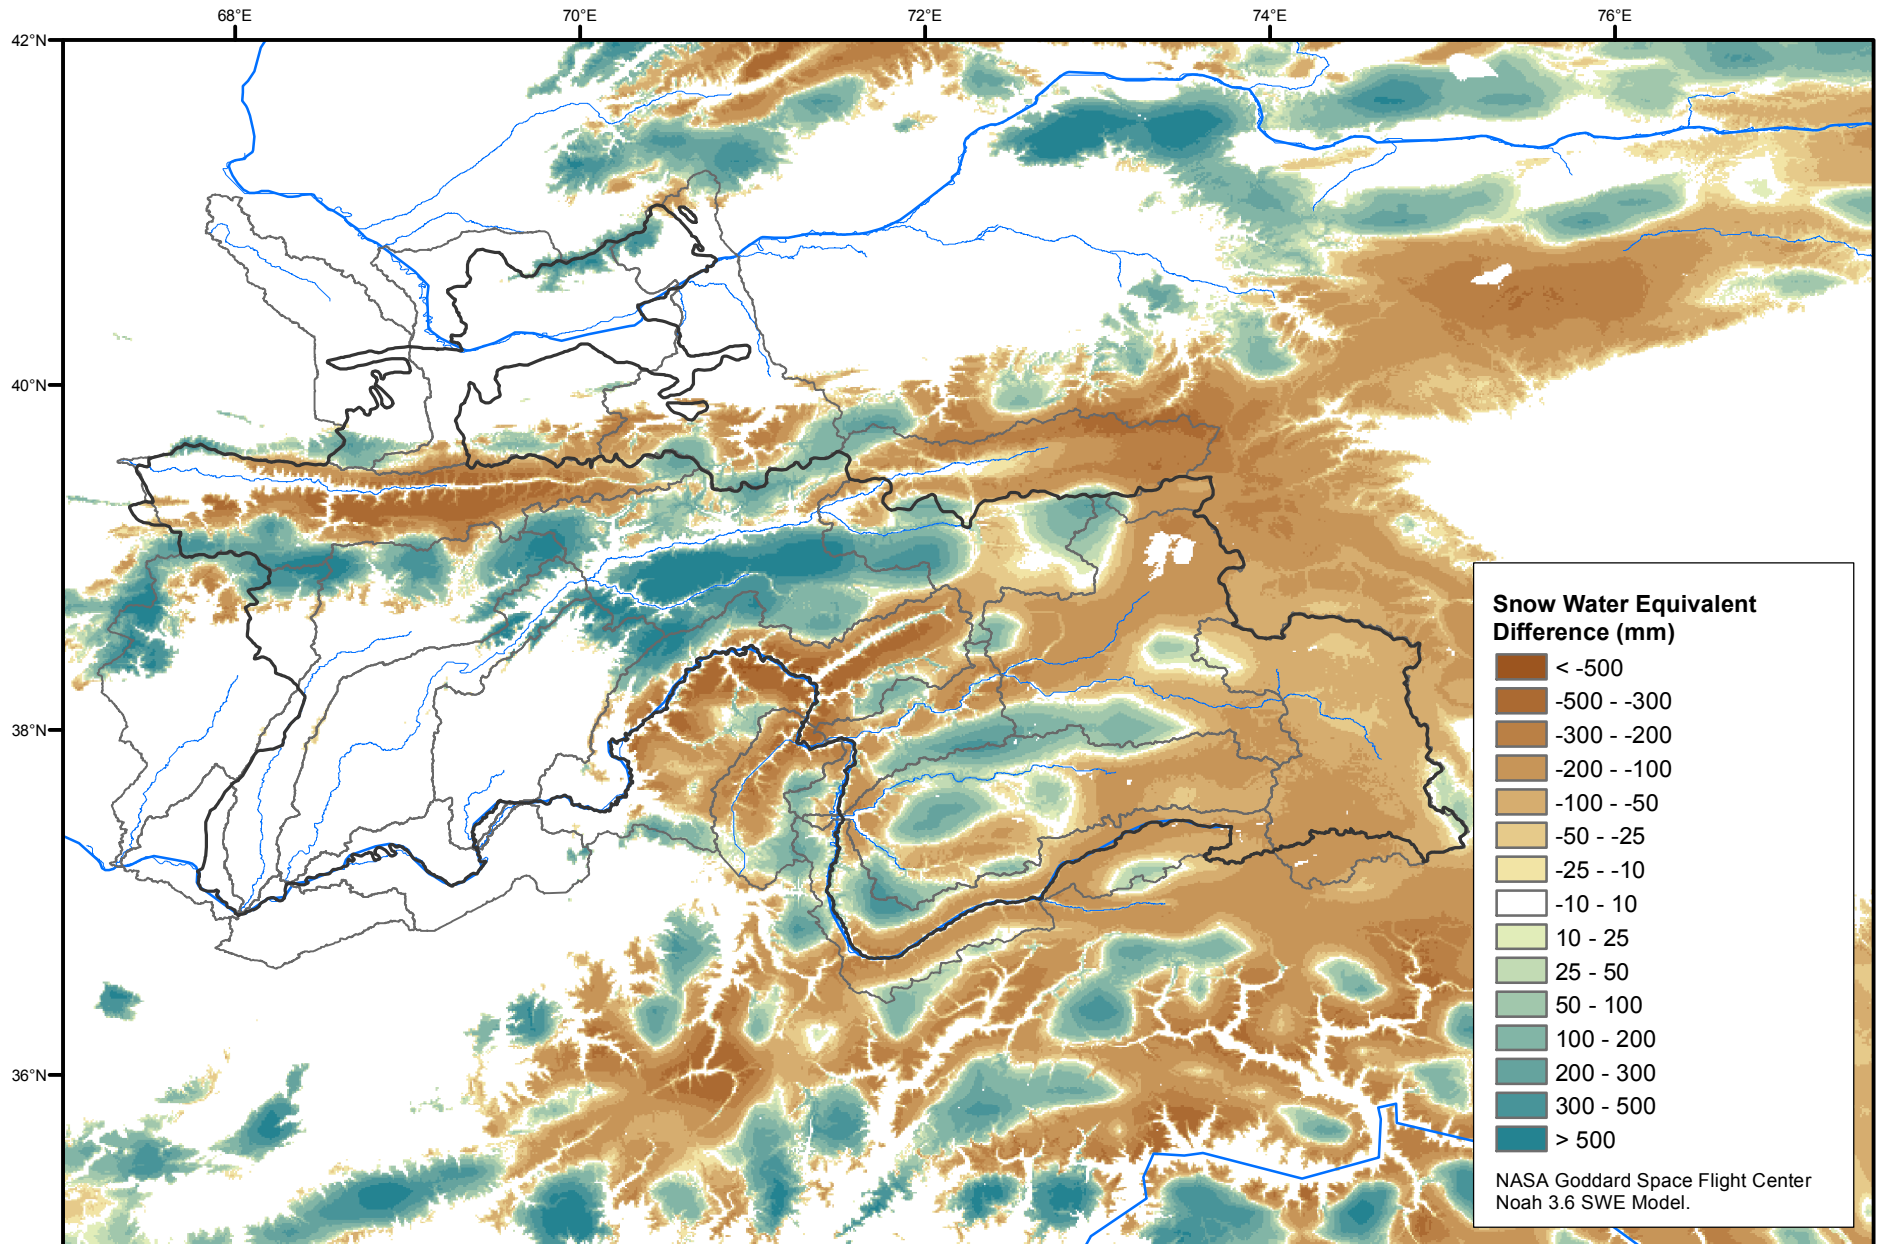 68°E 70°E 72°E 74°E 76°E
42°N
40°N
38°N
36°N
Snow Water Equivalent
Difference (mm)
< -500
-500 - -300
-300 - -200
-200 - -100
-100 - -50
-50 - -25
-25 - -10
-10 - 10
10 - 25
25 - 50
50 - 100
100 - 200
200 - 300
300 - 500
> 500
NASA Goddard Space Flight Center
Noah 3.6 SWE Model.